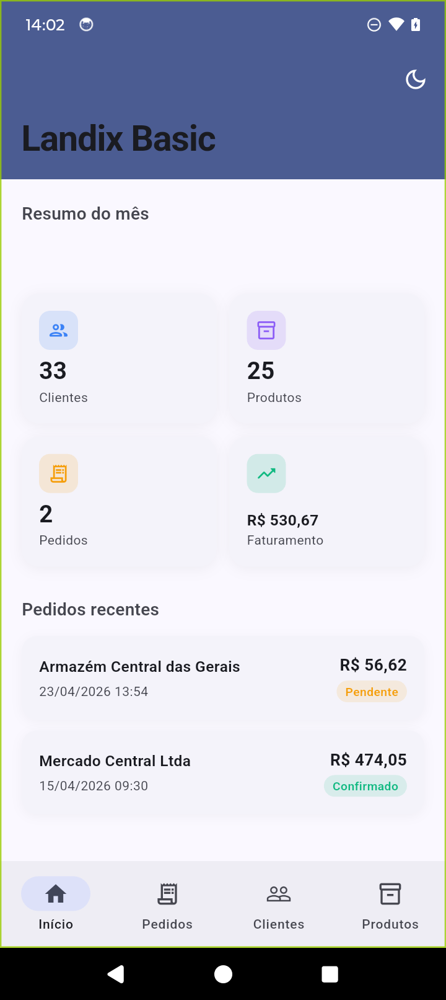 14:02
Landix Basic
Resumo do mês
33
Clientes
25
Produtos
2
Pedidos
R$ 530,67
Faturamento
Pedidos recentes
Armazém Central das Gerais
R$ 56,62
23/04/2026 13:54
Pendente
Mercado Central Ltda
R$ 474,05
15/04/2026 09:30
Confirmado
Início
Pedidos
Clientes
Produtos